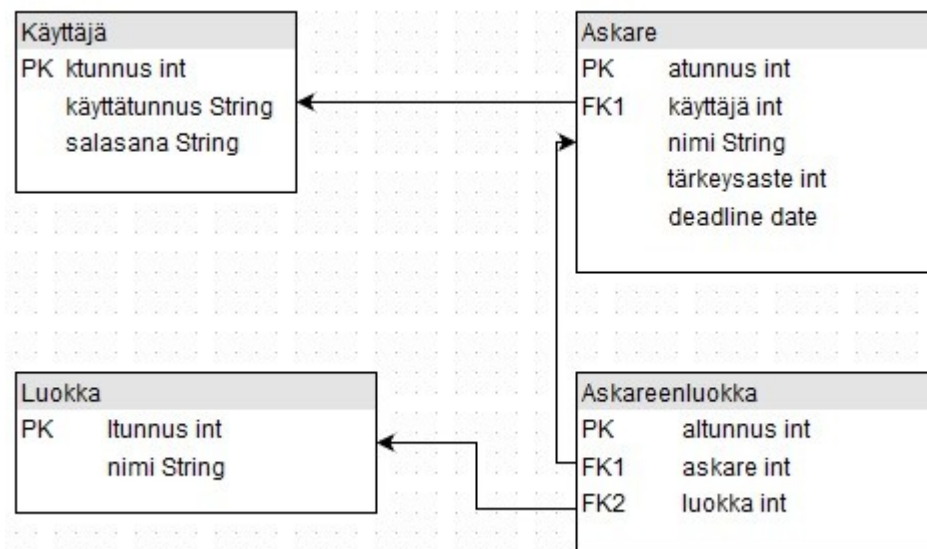 Käyttäjä
PK ktunnus int
käyttätunnus String
salasana String
Askare
PK atunnus int
FK1 käyttäjä int
nimi String
tärkeysaste int
deadline date
Luokka
PK ltunnus int
nimi String
Askareenluokka
PK altunnus int
FK1 askare int
FK2 luokka int